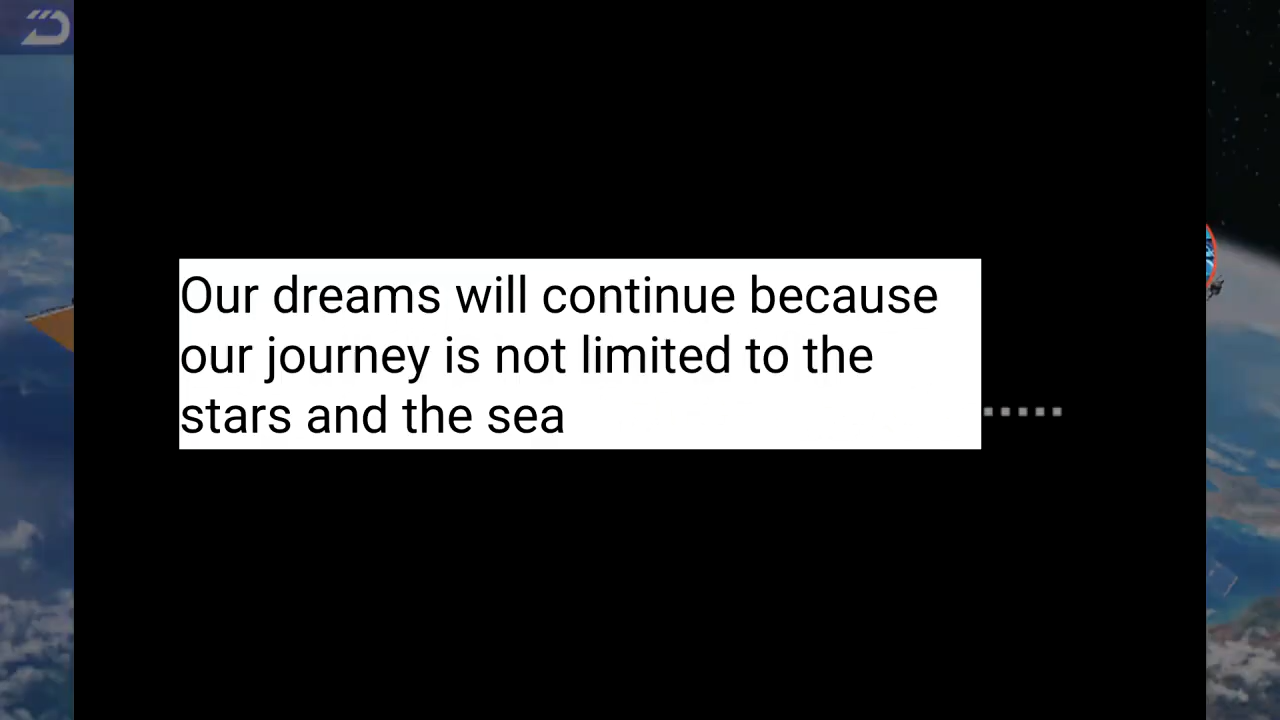 Our dreams will continue because
our journey is not limited to the
stars and the sea
.....